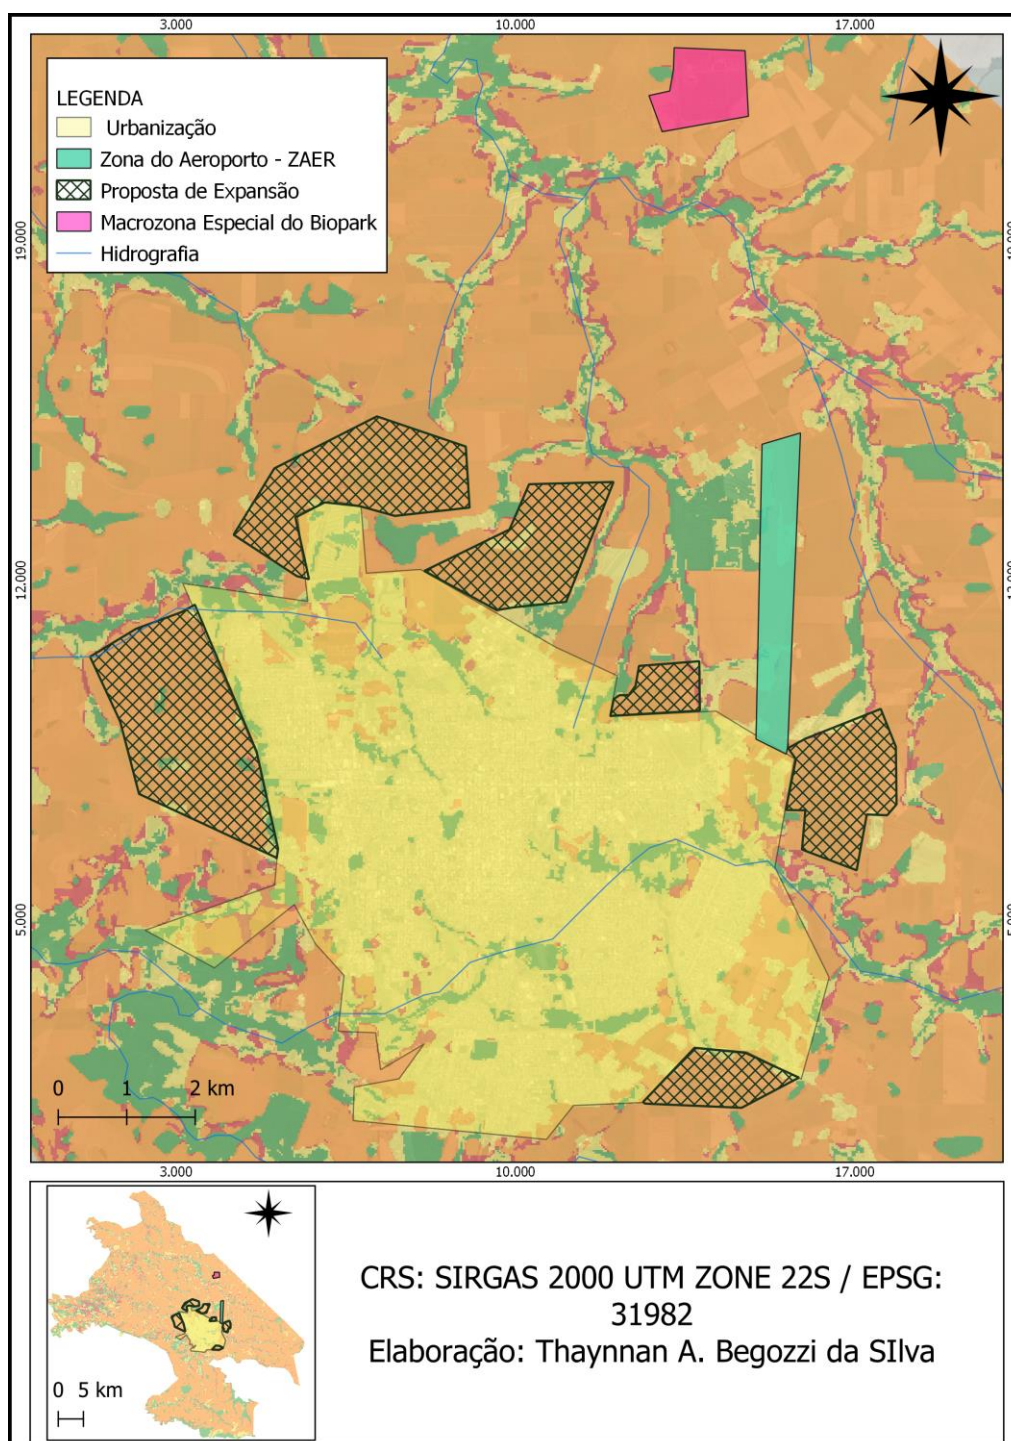 3.000 10.000 17.000
LEGENDA
Urbanização
Zona do Aeroporto - ZAER
Proposta de Expansão
Macrozona Especial do Biopark
Hidrografia
19.000
12.000
5.000
0 1 2 km
3.000 10.000 17.000
0 5 km
CRS: SIRGAS 2000 UTM ZONE 22S / EPSG:
31982
Elaboração: Thaynnan A. Begozzi da SIlva